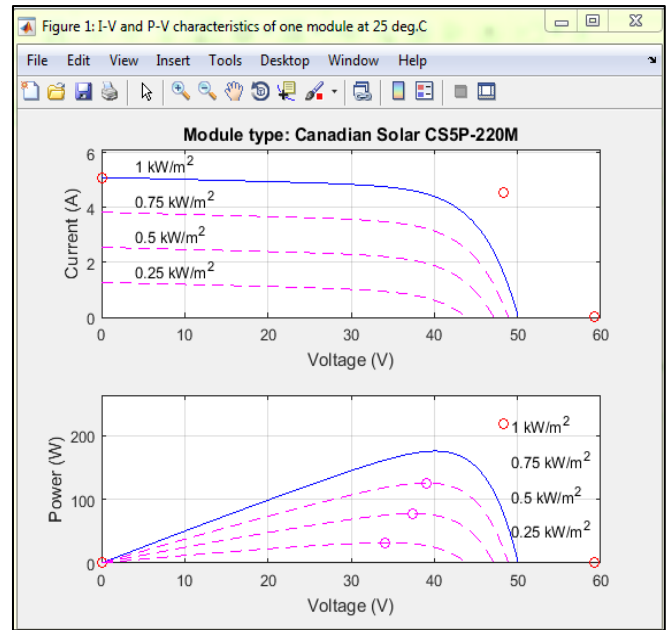 Figure 1: I-V and P-V characteristics of one module at 25 deg.C
File Edit View Insert Tools Desktop Window Help
Module type: Canadian Solar CS5P-220M
6
4
2
0
Current (A)
1 kW/m²
0.75 kW/m²
0.5 kW/m²
0.25 kW/m²
0 10 20 30 40 50 60
Voltage (V)
200
100
0
Power (W)
1 kW/m²
0.75 kW/m²
0.5 kW/m²
0.25 kW/m²
0 10 20 30 40 50 60
Voltage (V)